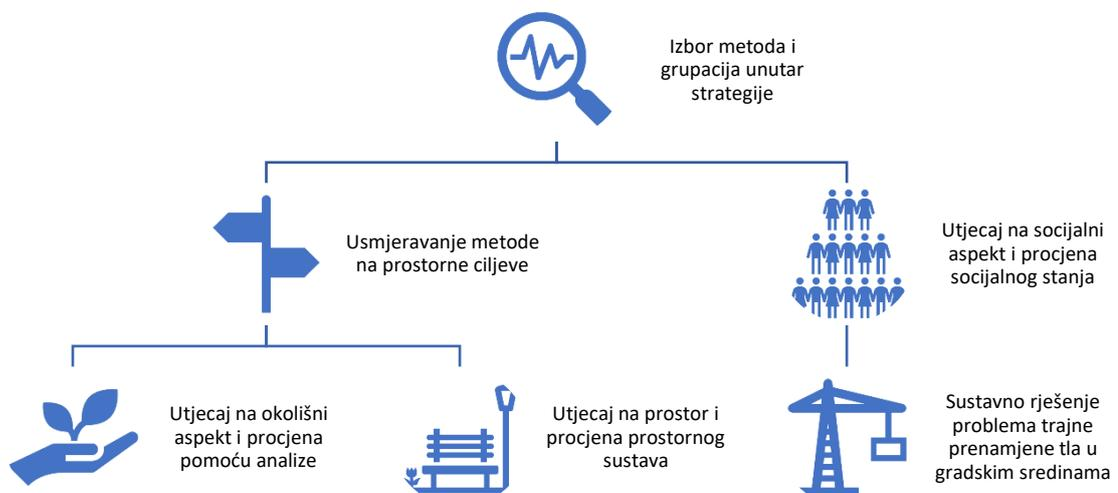 Izbor metoda i
grupacija unutar
strategije
Usmjeravanje metode
na prostorne ciljeve
Utjecaj na socijalni
aspekt i procjena
socijalnog stanja
Utjecaj na okolišni
aspekt i procjena
pomoću analize
Utjecaj na prostor i
procjena prostornog
sustava
Sustavno rješenje
problema trajne
prenamjene tla u
gradskim sredinama